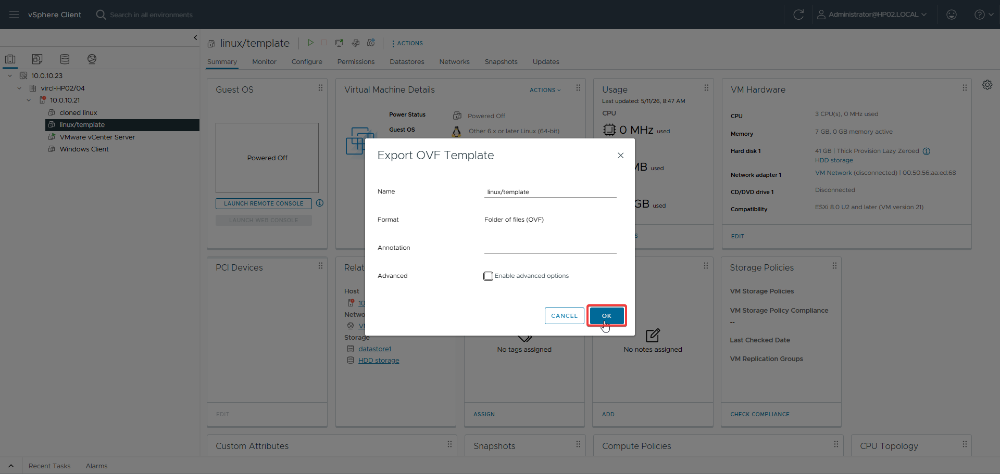 vSphere Client
Search in all environments
Administrator@HP02.LOCAL
10.0.10.23
vircl-HP02/04
10.0.10.21
cloned linux
linux/template
VMware vCenter Server
Windows Client
linux/template
ACTIONS
Summary
Monitor
Configure
Permissions
Datastores
Networks
Snapshots
Updates
Guest OS
Powered Off
LAUNCH REMOTE CONSOLE
LAUNCH WEB CONSOLE
Virtual Machine Details
ACTIONS
Power Status
Powered Off
Guest OS
Other 6.x or later Linux (64-bit)
Usage
Last updated: 5/11/26, 8:47 AM
CPU
0 MHz used
MB used
GB used
S
VM Hardware
CPU
3 CPU(s), 0 MHz used
Memory
7 GB, 0 GB memory active
Hard disk 1
41 GB | Thick Provision Lazy Zeroed
HDD storage
Network adapter 1
VM Network (disconnected) | 00:50:56:aa:ed:68
CD/DVD drive 1
Disconnected
Compatibility
ESXi 8.0 U2 and later (VM version 21)
EDIT
Export OVF Template
Name
linux/template
Format
Folder of files (OVF)
Annotation
Advanced
Enable advanced options
CANCEL
OK
PCI Devices
EDIT
Relat
Host
10
Netwo
VM
Storage
datastore1
HDD storage
No tags assigned
ASSIGN
No notes assigned
ADD
Storage Policies
VM Storage Policies
VM Storage Policy Compliance
--
Last Checked Date
VM Replication Groups
CHECK COMPLIANCE
Custom Attributes
Snapshots
Compute Policies
CPU Topology
Recent Tasks
Alarms